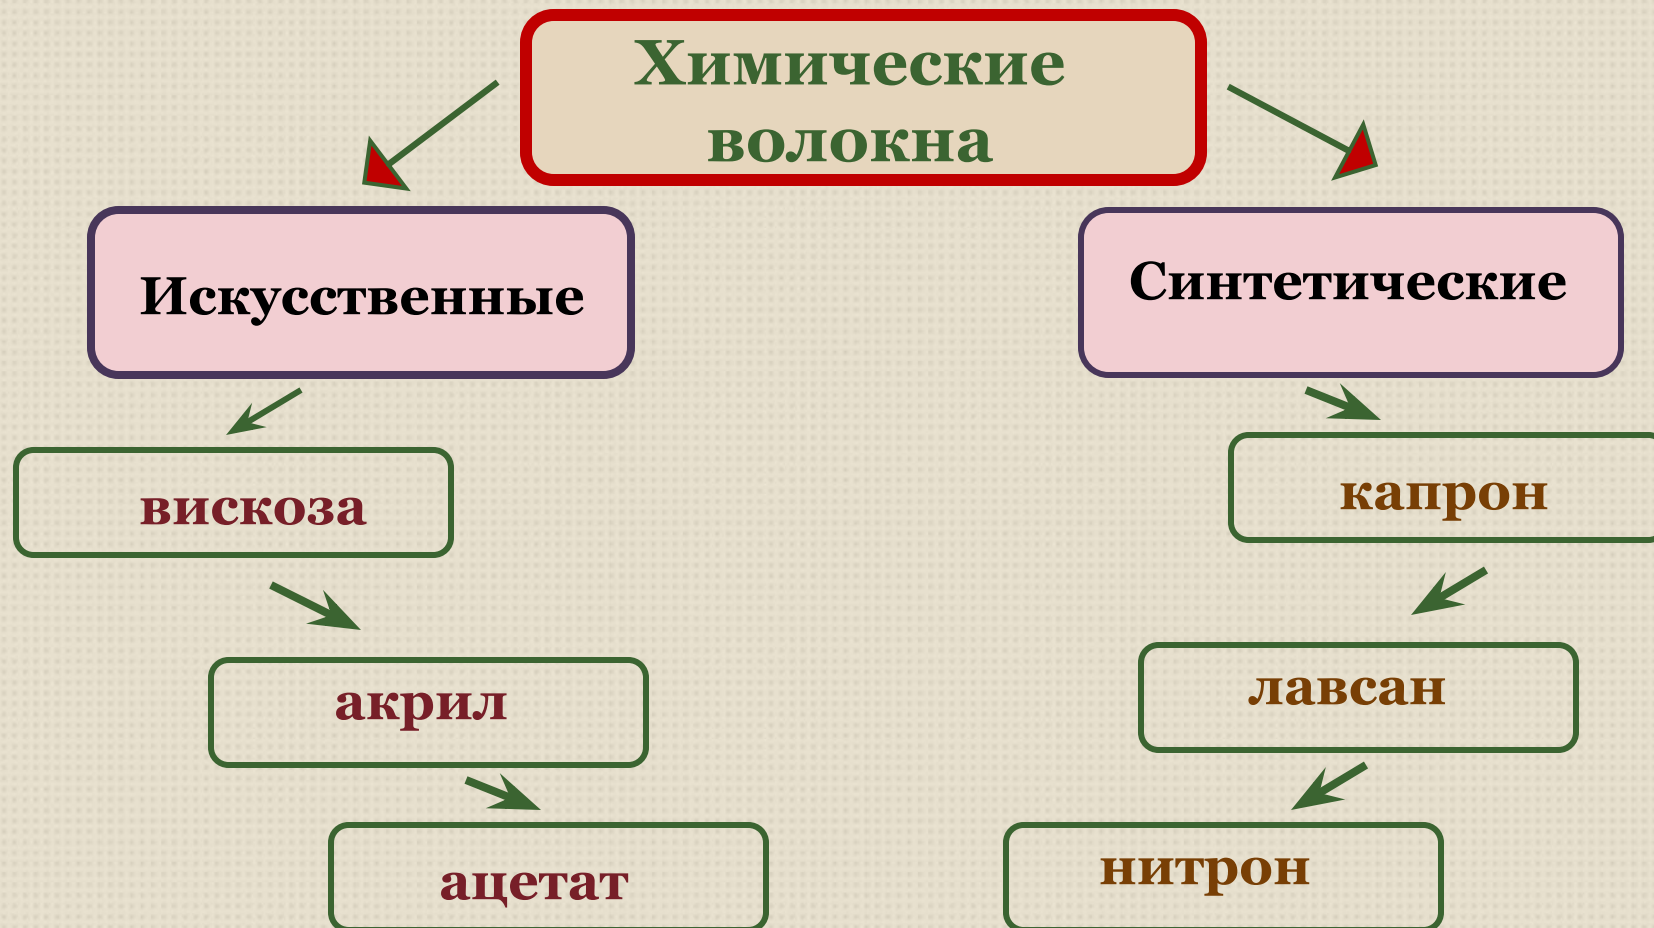 Химические
волокна
Искусственные
Синтетические
вискоза
капрон
акрил
лавсан
ацетат
нитрон